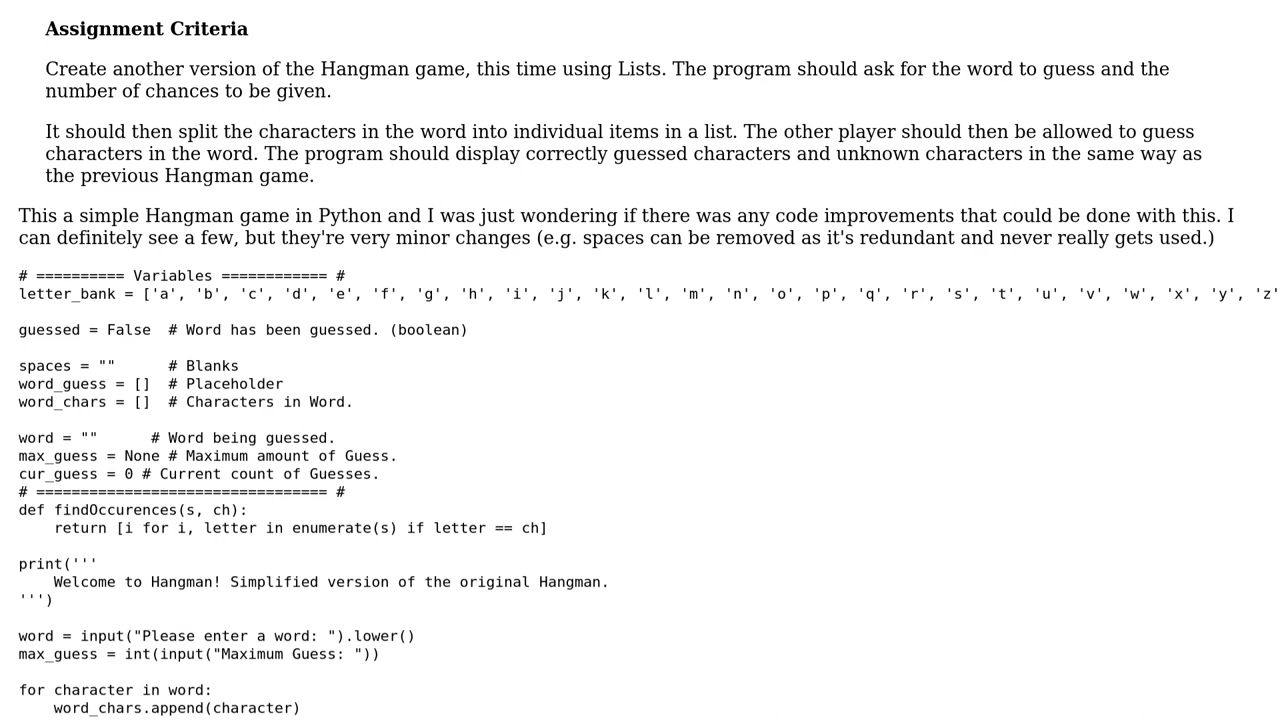 Assignment Criteria
Create another version of the Hangman game, this time using Lists. The program should ask for the word to guess and the
number of chances to be given.
It should then split the characters in the word into individual items in a list. The other player should then be allowed to guess
characters in the word. The program should display correctly guessed characters and unknown characters in the same way as
the previous Hangman game.
This a simple Hangman game in Python and I was just wondering if there was any code improvements that could be done with this. I
can definitely see a few, but they're very minor changes (e.g. spaces can be removed as it's redundant and never really gets used.)
# ========== Variables ============ #
letter_bank = ['a', 'b', 'c', 'd', 'e', 'f', 'g', 'h', 'i', 'j', 'k', 'l', 'm', 'n', 'o', 'p', 'q', 'r', 's', 't', 'u', 'v', 'w', 'x', 'y', 'z'
guessed = False  # Word has been guessed. (boolean)
spaces = ""      # Blanks
word_guess = []  # Placeholder
word_chars = []  # Characters in Word.
word = ""      # Word being guessed.
max_guess = None # Maximum amount of Guess.
cur_guess = 0 # Current count of Guesses.
# ================================= #
def findOccurences(s, ch):
    return [i for i, letter in enumerate(s) if letter == ch]
print('''
    Welcome to Hangman! Simplified version of the original Hangman.
''')
word = input("Please enter a word: ").lower()
max_guess = int(input("Maximum Guess: "))
for character in word:
    word_chars.append(character)